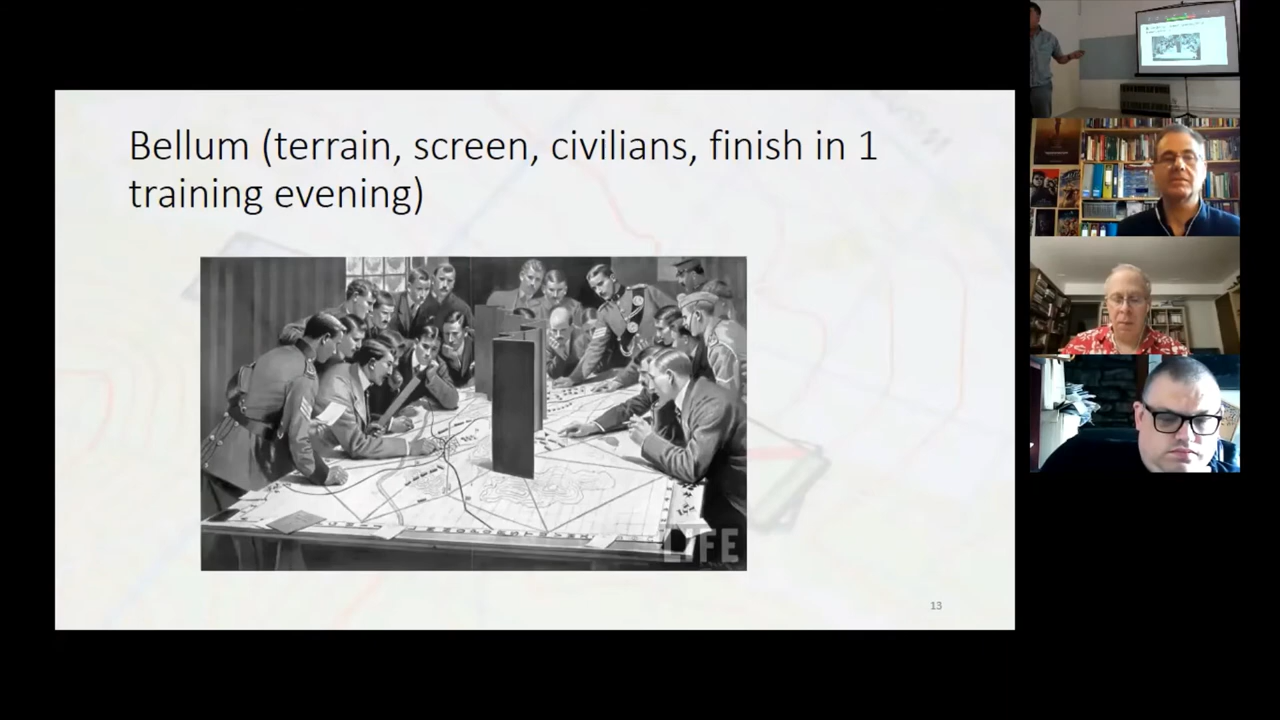 Bellum (terrain, screen, civilians, finish in 1
training evening)
LIFE
13